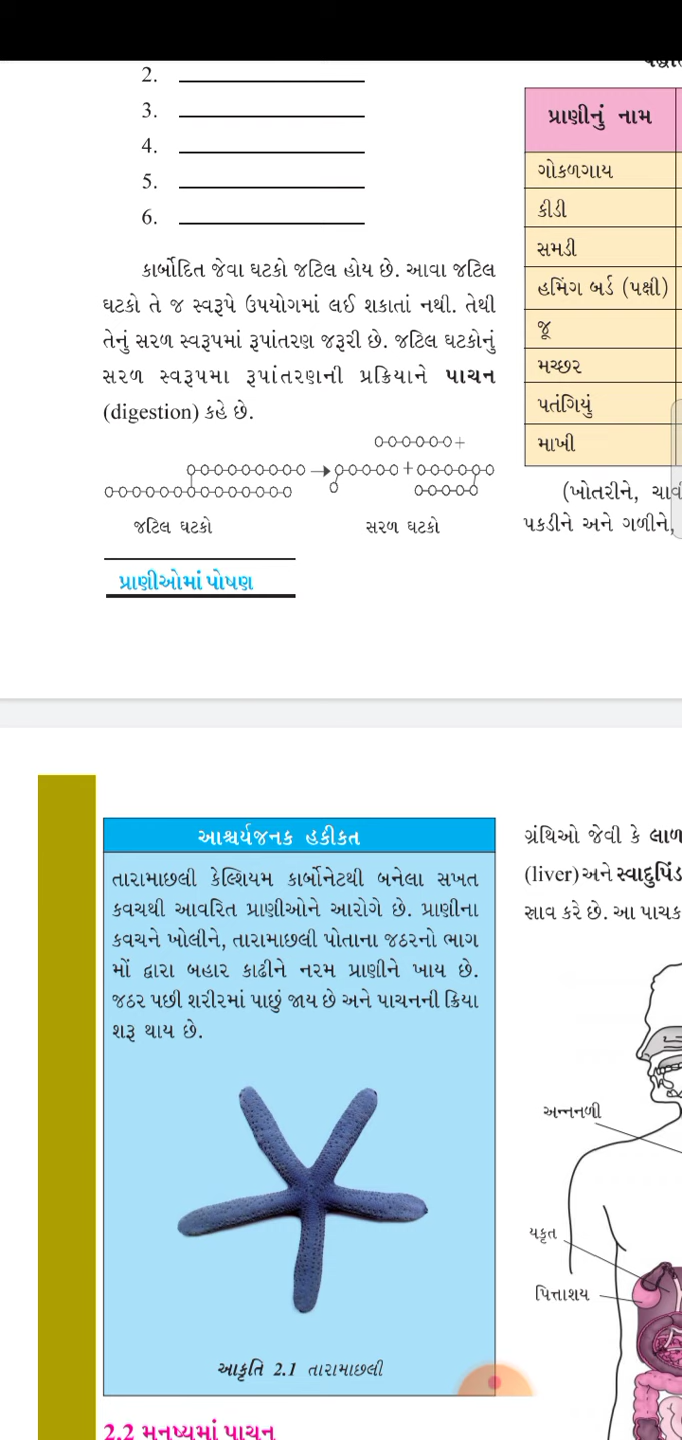 2.
3.
4.
5.
6.
કાર્બોદિત જેવા ઘટકો જટિલ હોય છે. આવા જટિલ
ઘટકો તે જ સ્વરૂપે ઉપયોગમાં લઈ શકાતાં નથી. તેથી
તેનું સરળ સ્વરૂપમાં રૂપાંતરણ જરૂરી છે. જટિલ ઘટકોનું
સરળ સ્વરૂપમા રૂપાંતરણની પ્રક્રિયાને પાચન
(digestion) કહે છે.
જટિલ ઘટકો
સરળ ઘટકો
પ્રાણીઓમાં પોષણ
પ્રાણીનું નામ
ગોકળગાય
કીડી
સમડી
હમિંગ બર્ડ (પક્ષી)
જૂ
મચ્છર
પતંગિયું
માખી
(ખોતરીને,
પકડીને અને ગળીને,
આશ્ચર્યજનક હકીકત
તારામાછલી કેલ્શિયમ કાર્બોનેટથી બનેલા સખત
કવચથી આવરિત પ્રાણીઓને આરોગે છે. પ્રાણીના
કવચને ખોલીને, તારામાછલી પોતાના જઠરનો ભાગ
મોં દ્વારા બહાર કાઢીને નરમ પ્રાણીને ખાય છે.
જઠર પછી શરીરમાં પાછું જાય છે અને પાચનની ક્રિયા
શરૂ થાય છે.
આકૃતિ 2.1 તારામાછલી
2.2 મનુષ્યમાં પાચન
ગ્રંથિઓ જેવી કે
(liver) અને સ્વાદુપિંડ
સ્રાવ કરે છે. આ પાચક
અન્નનળી
યકૃત
પિત્તાશય